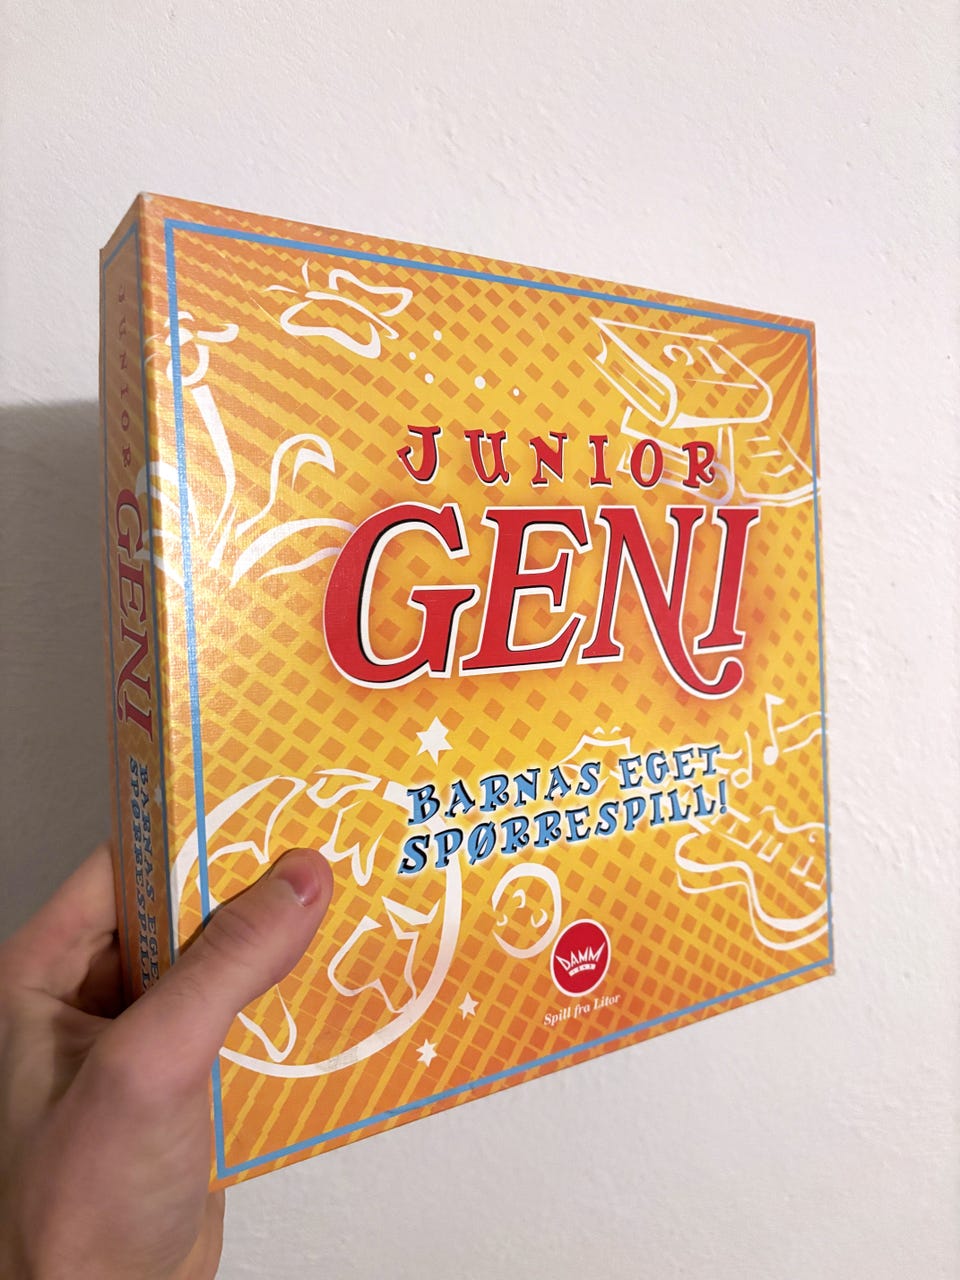 JUNIOR
GENI
BARNAS EGET
SPØRRESPILL!
DAMM
Spill fra Litor
JUNIOR
GENI
BARNAS EGET
SPØRRESPILL